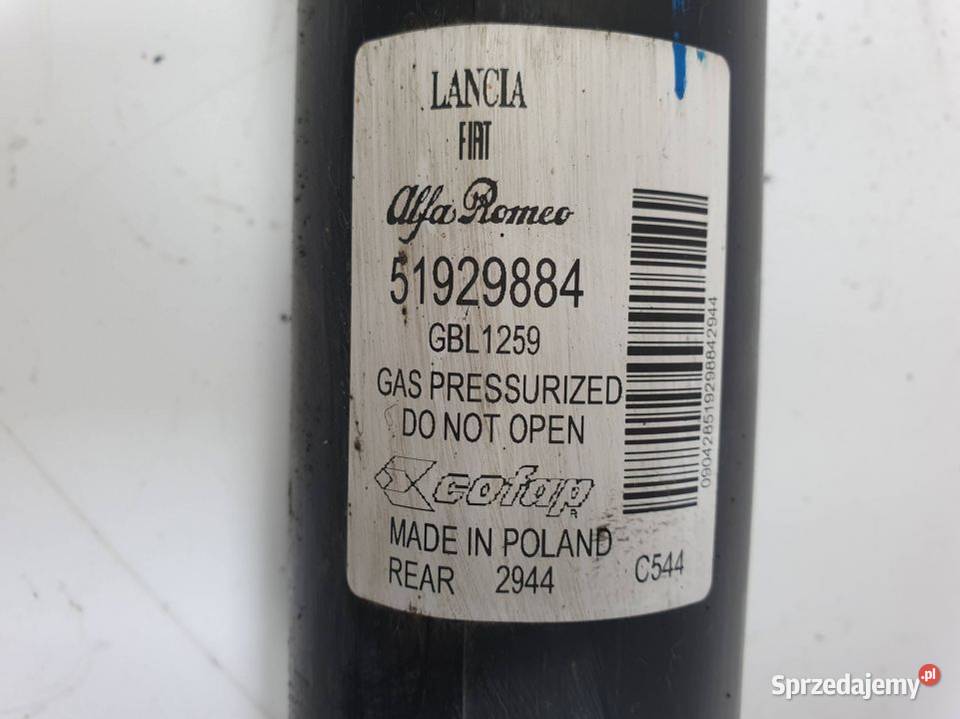 LANCIA
FIAT
Alfa Romeo
51929884
GBL1259
GAS PRESSURIZED
DO NOT OPEN
cofap
R
MADE IN POLAND
REAR 2944
C544
090428519298842944
Sprzedajemy.pl